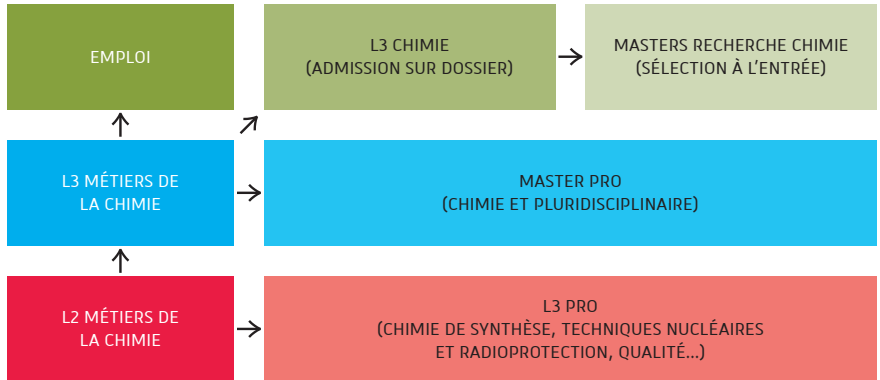 EMPLOI
L3 CHIMIE
(ADMISSION SUR DOSSIER)
MASTERS RECHERCHE CHIMIE
(SÉLECTION À L'ENTRÉE)
L3 MÉTIERS DE
LA CHIMIE
MASTER PRO
(CHIMIE ET PLURIDISCIPLINAIRE)
L2 MÉTIERS DE
LA CHIMIE
L3 PRO
(CHIMIE DE SYNTHÈSE, TECHNIQUES NUCLÉAIRES
ET RADIOPROTECTION, QUALITÉ...)